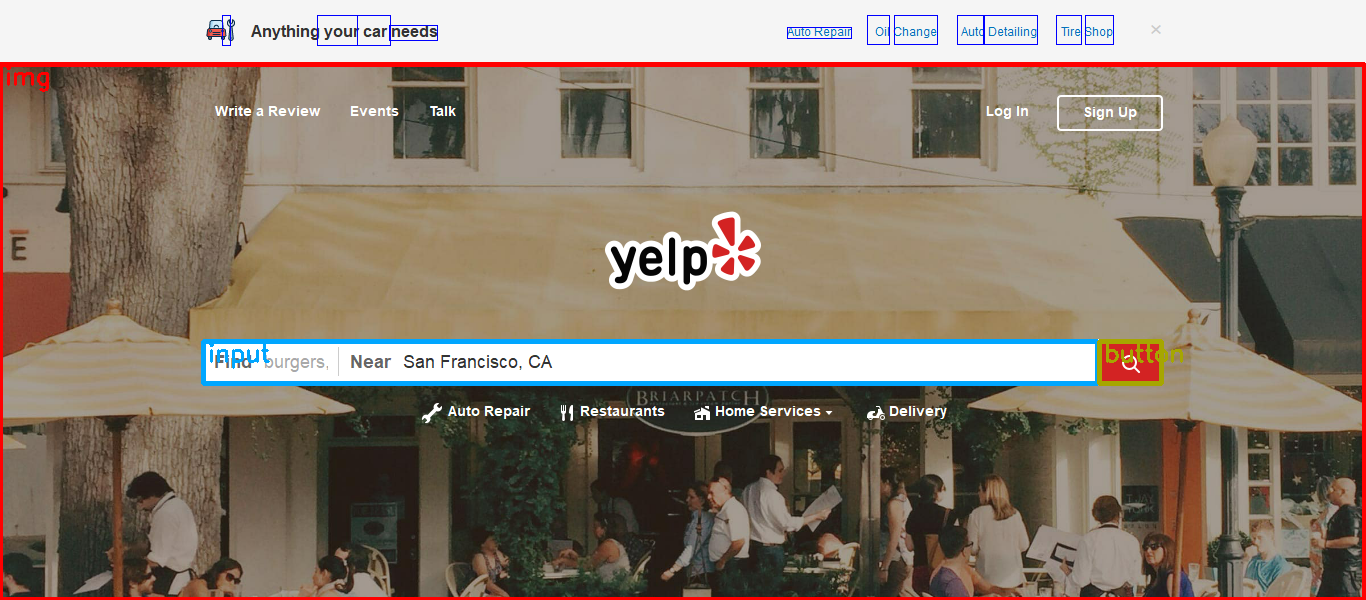 Anything your car needs Auto Repair Oil Change Auto Detailing Tire Shop ×
img
Write a Review Events Talk Log In Sign Up
E
yelp
input button
Find burgers, Near San Francisco, CA
BRIARPATCH
Auto Repair Restaurants Home Services Delivery